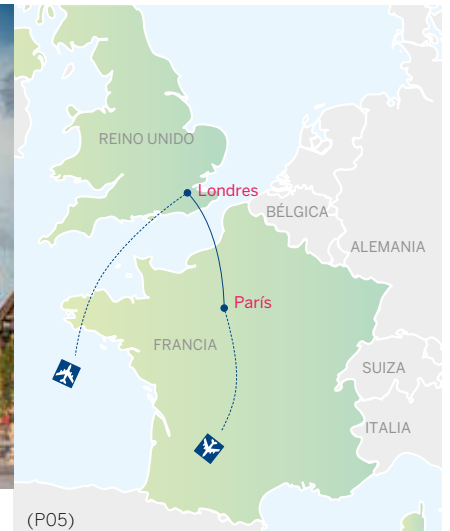 REINO UNIDO
Londres
BÉLGICA
ALEMANIA
París
FRANCIA
SUIZA
ITALIA
(P05)